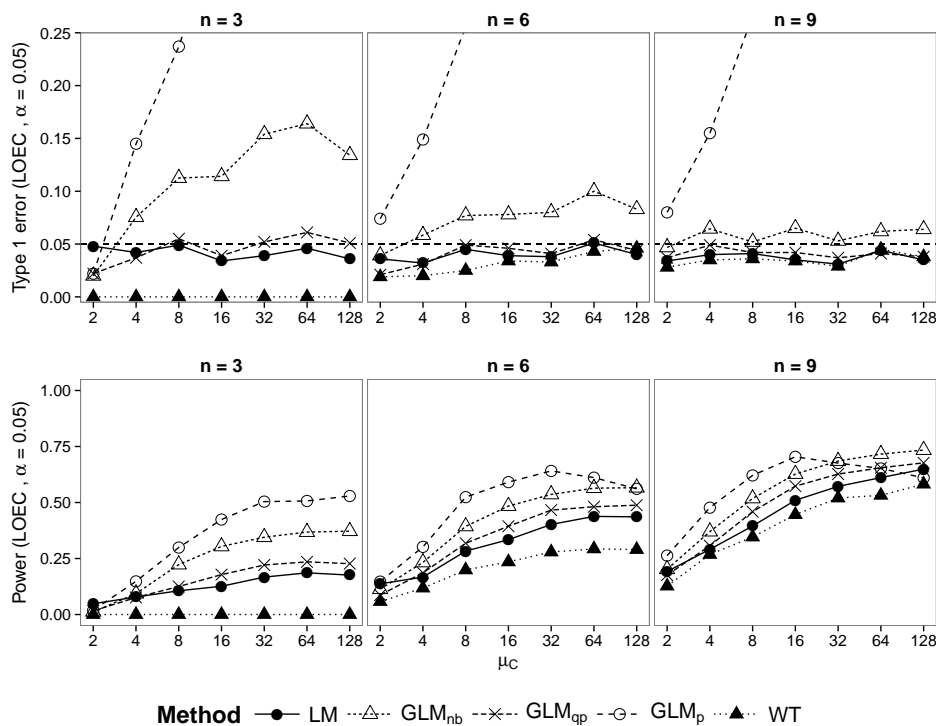 n = 3 n = 6 n = 9
Type 1 error (LOEC , α = 0.05)
0.25
0.20
0.15
0.10
0.05
0.00
2 4 8 16 32 64 128 2 4 8 16 32 64 128 2 4 8 16 32 64 128
n = 3 n = 6 n = 9
Power (LOEC , α = 0.05)
1.00
0.75
0.50
0.25
0.00
2 4 8 16 32 64 128 2 4 8 16 32 64 128 2 4 8 16 32 64 128
μC
Method LM GLMnb GLMqp GLMp WT